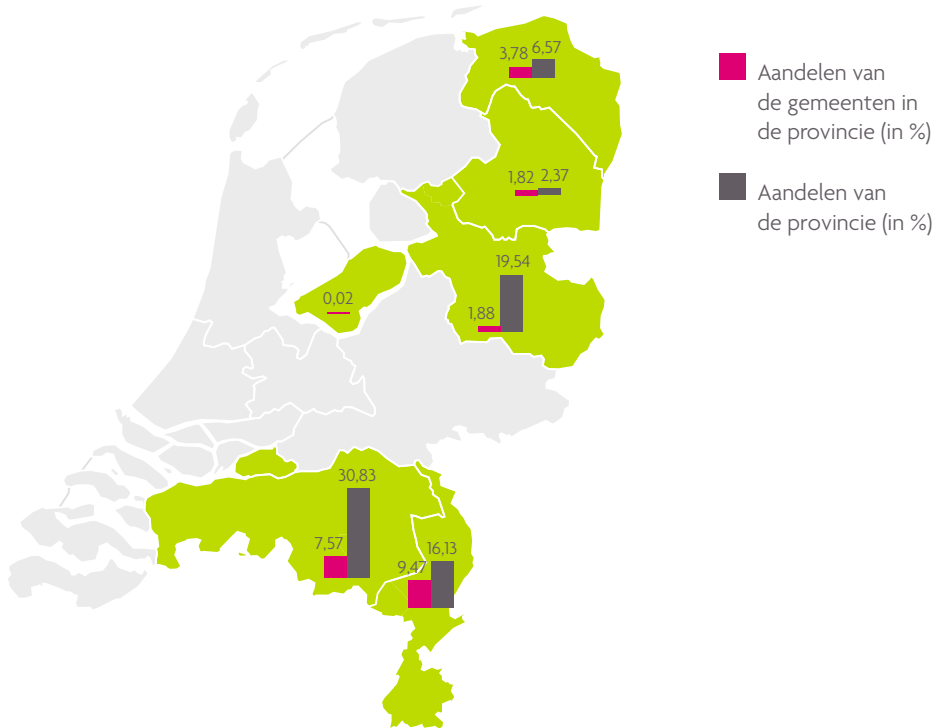 3,78 6,57
1,82 2,37
19,54
1,88
0,02
30,83
7,57
16,13
9,47
Aandelen van
de gemeenten in
de provincie (in %)
Aandelen van
de provincie (in %)